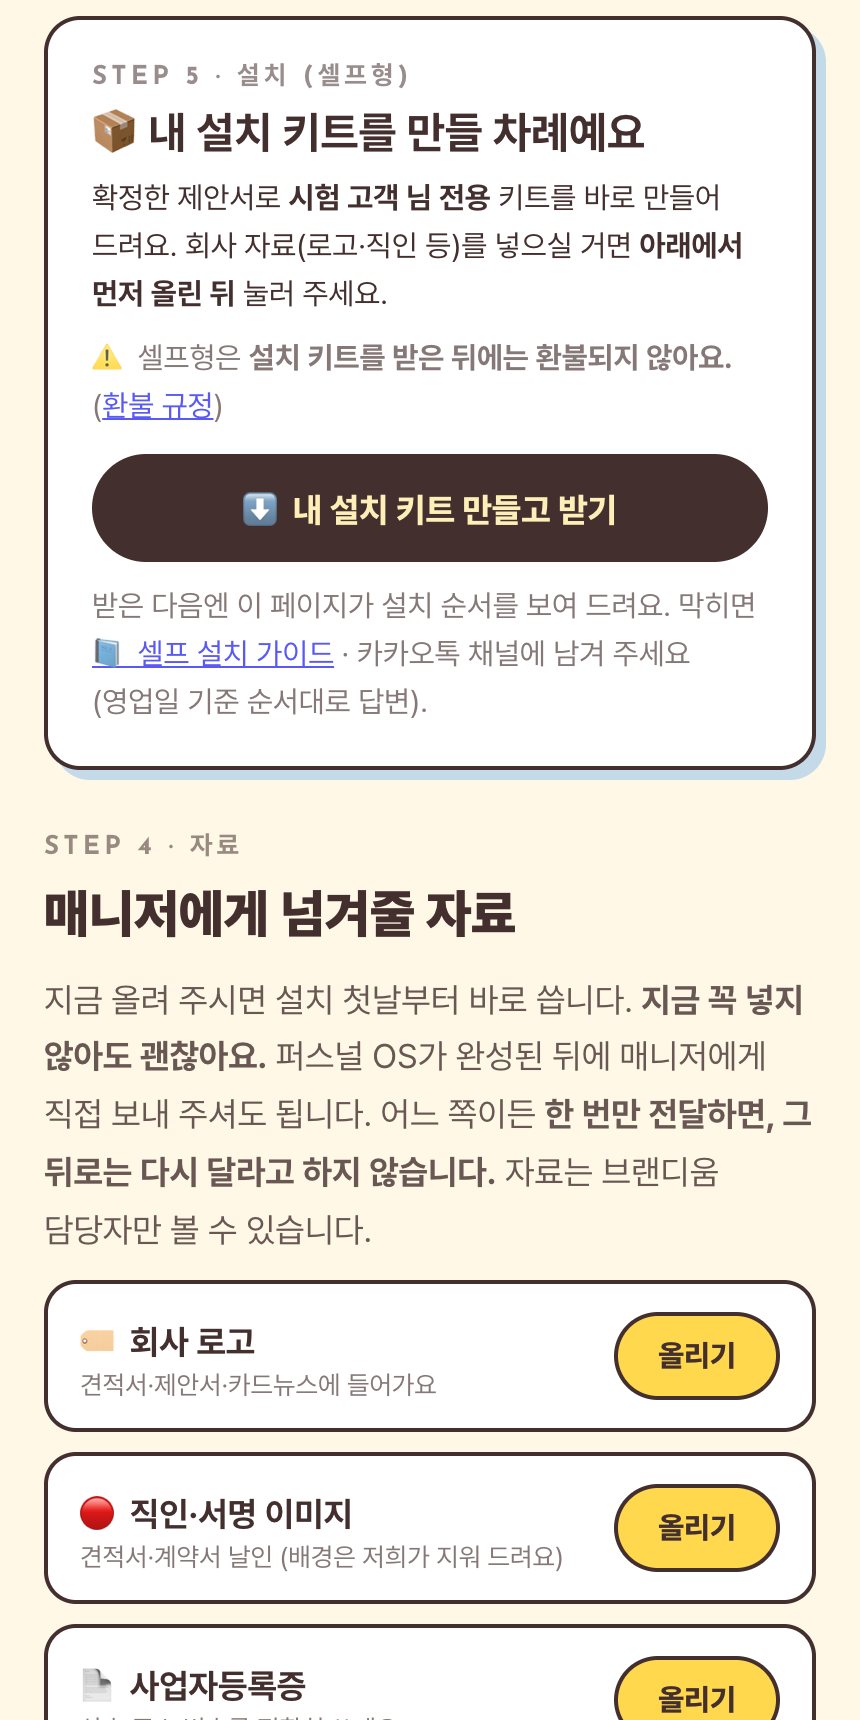 STEP 5 · 설치 (셀프형)
📦 내 설치 키트를 만들 차례예요
확정한 제안서로 시험 고객 님 전용 키트를 바로 만들어
드려요. 회사 자료(로고·직인 등)를 넣으실 거면 아래에서
먼저 올린 뒤 눌러 주세요.
⚠️ 셀프형은 설치 키트를 받은 뒤에는 환불되지 않아요.
(환불 규정)
⬇️ 내 설치 키트 만들고 받기
받은 다음엔 이 페이지가 설치 순서를 보여 드려요. 막히면
📘 셀프 설치 가이드 · 카카오톡 채널에 남겨 주세요
(영업일 기준 순서대로 답변).
STEP 4 · 자료
매니저에게 넘겨줄 자료
지금 올려 주시면 설치 첫날부터 바로 씁니다. 지금 꼭 넣지
않아도 괜찮아요. 퍼스널 OS가 완성된 뒤에 매니저에게
직접 보내 주셔도 됩니다. 어느 쪽이든 한 번만 전달하면, 그
뒤로는 다시 달라고 하지 않습니다. 자료는 브랜디움
담당자만 볼 수 있습니다.
🏷️ 회사 로고
견적서·제안서·카드뉴스에 들어가요
올리기
🔴 직인·서명 이미지
견적서·계약서 날인 (배경은 저희가 지워 드려요)
올리기
📄 사업자등록증
올리기